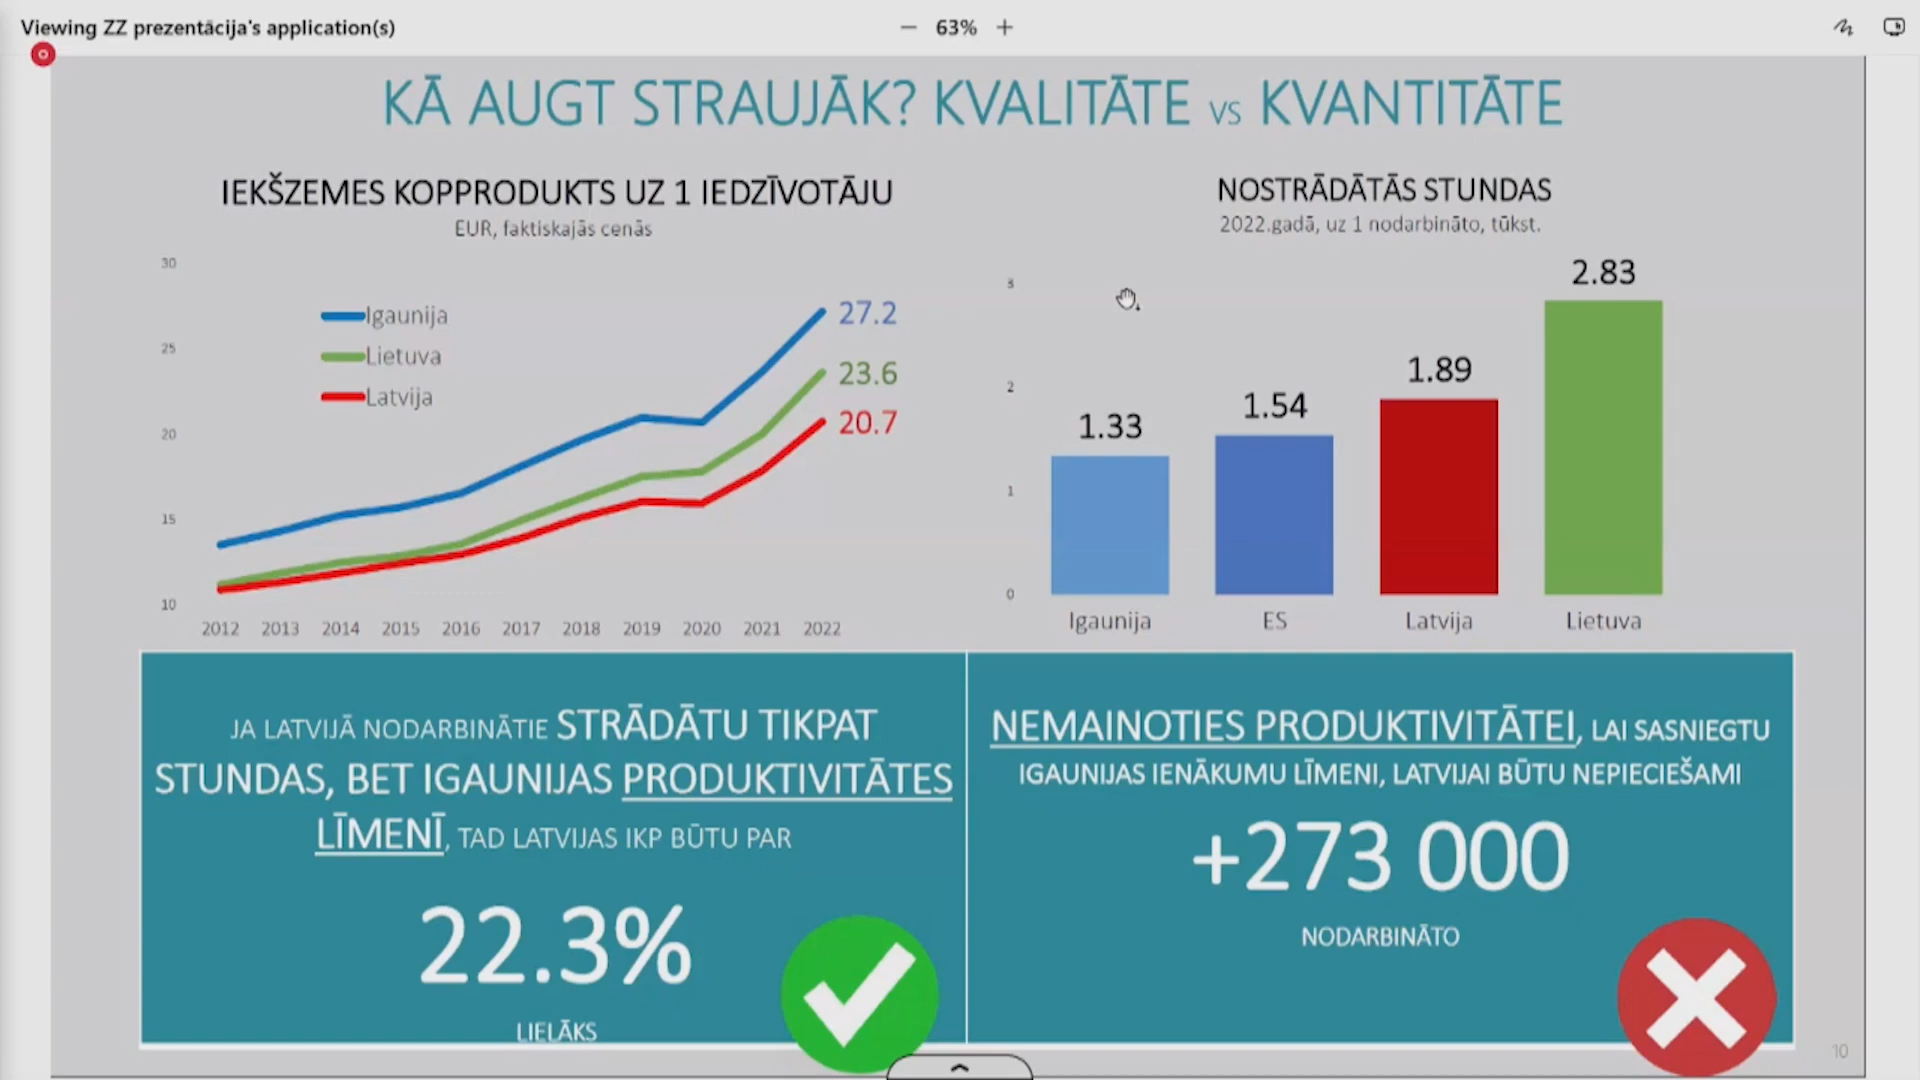 Viewing ZZ prezentācija's application(s)
63%
KĀ AUGT STRAUJĀK? KVALITĀTE VS KVANTITĀTE
IEKŠZEMES KOPPRODUKTS UZ 1 IEDZĪVOTĀJU
EUR, faktiskajās cenās
30
25
20
15
10
Igaunija
Lietuva
Latvija
27.2
23.6
20.7
2012 2013 2014 2015 2016 2017 2018 2019 2020 2021 2022
NOSTRĀDĀTĀS STUNDAS
2022.gadā, uz 1 nodarbināto, tūkst.
3
2
1
0
1.33
1.54
1.89
2.83
Igaunija ES Latvija Lietuva
JA LATVIJĀ NODARBINĀTIE STRĀDĀTU TIKPAT
STUNDAS, BET IGAUNIJAS PRODUKTIVITĀTES
LĪMENĪ, TAD LATVIJAS IKP BŪTU PAR
22.3%
LIELĀKS
NEMAINOTIES PRODUKTIVITĀTEI, LAI SASNIEGTU
IGAUNIJAS IENĀKUMU LĪMENI, LATVIJAI BŪTU NEPIECIEŠAMI
+273 000
NODARBINĀTO
10